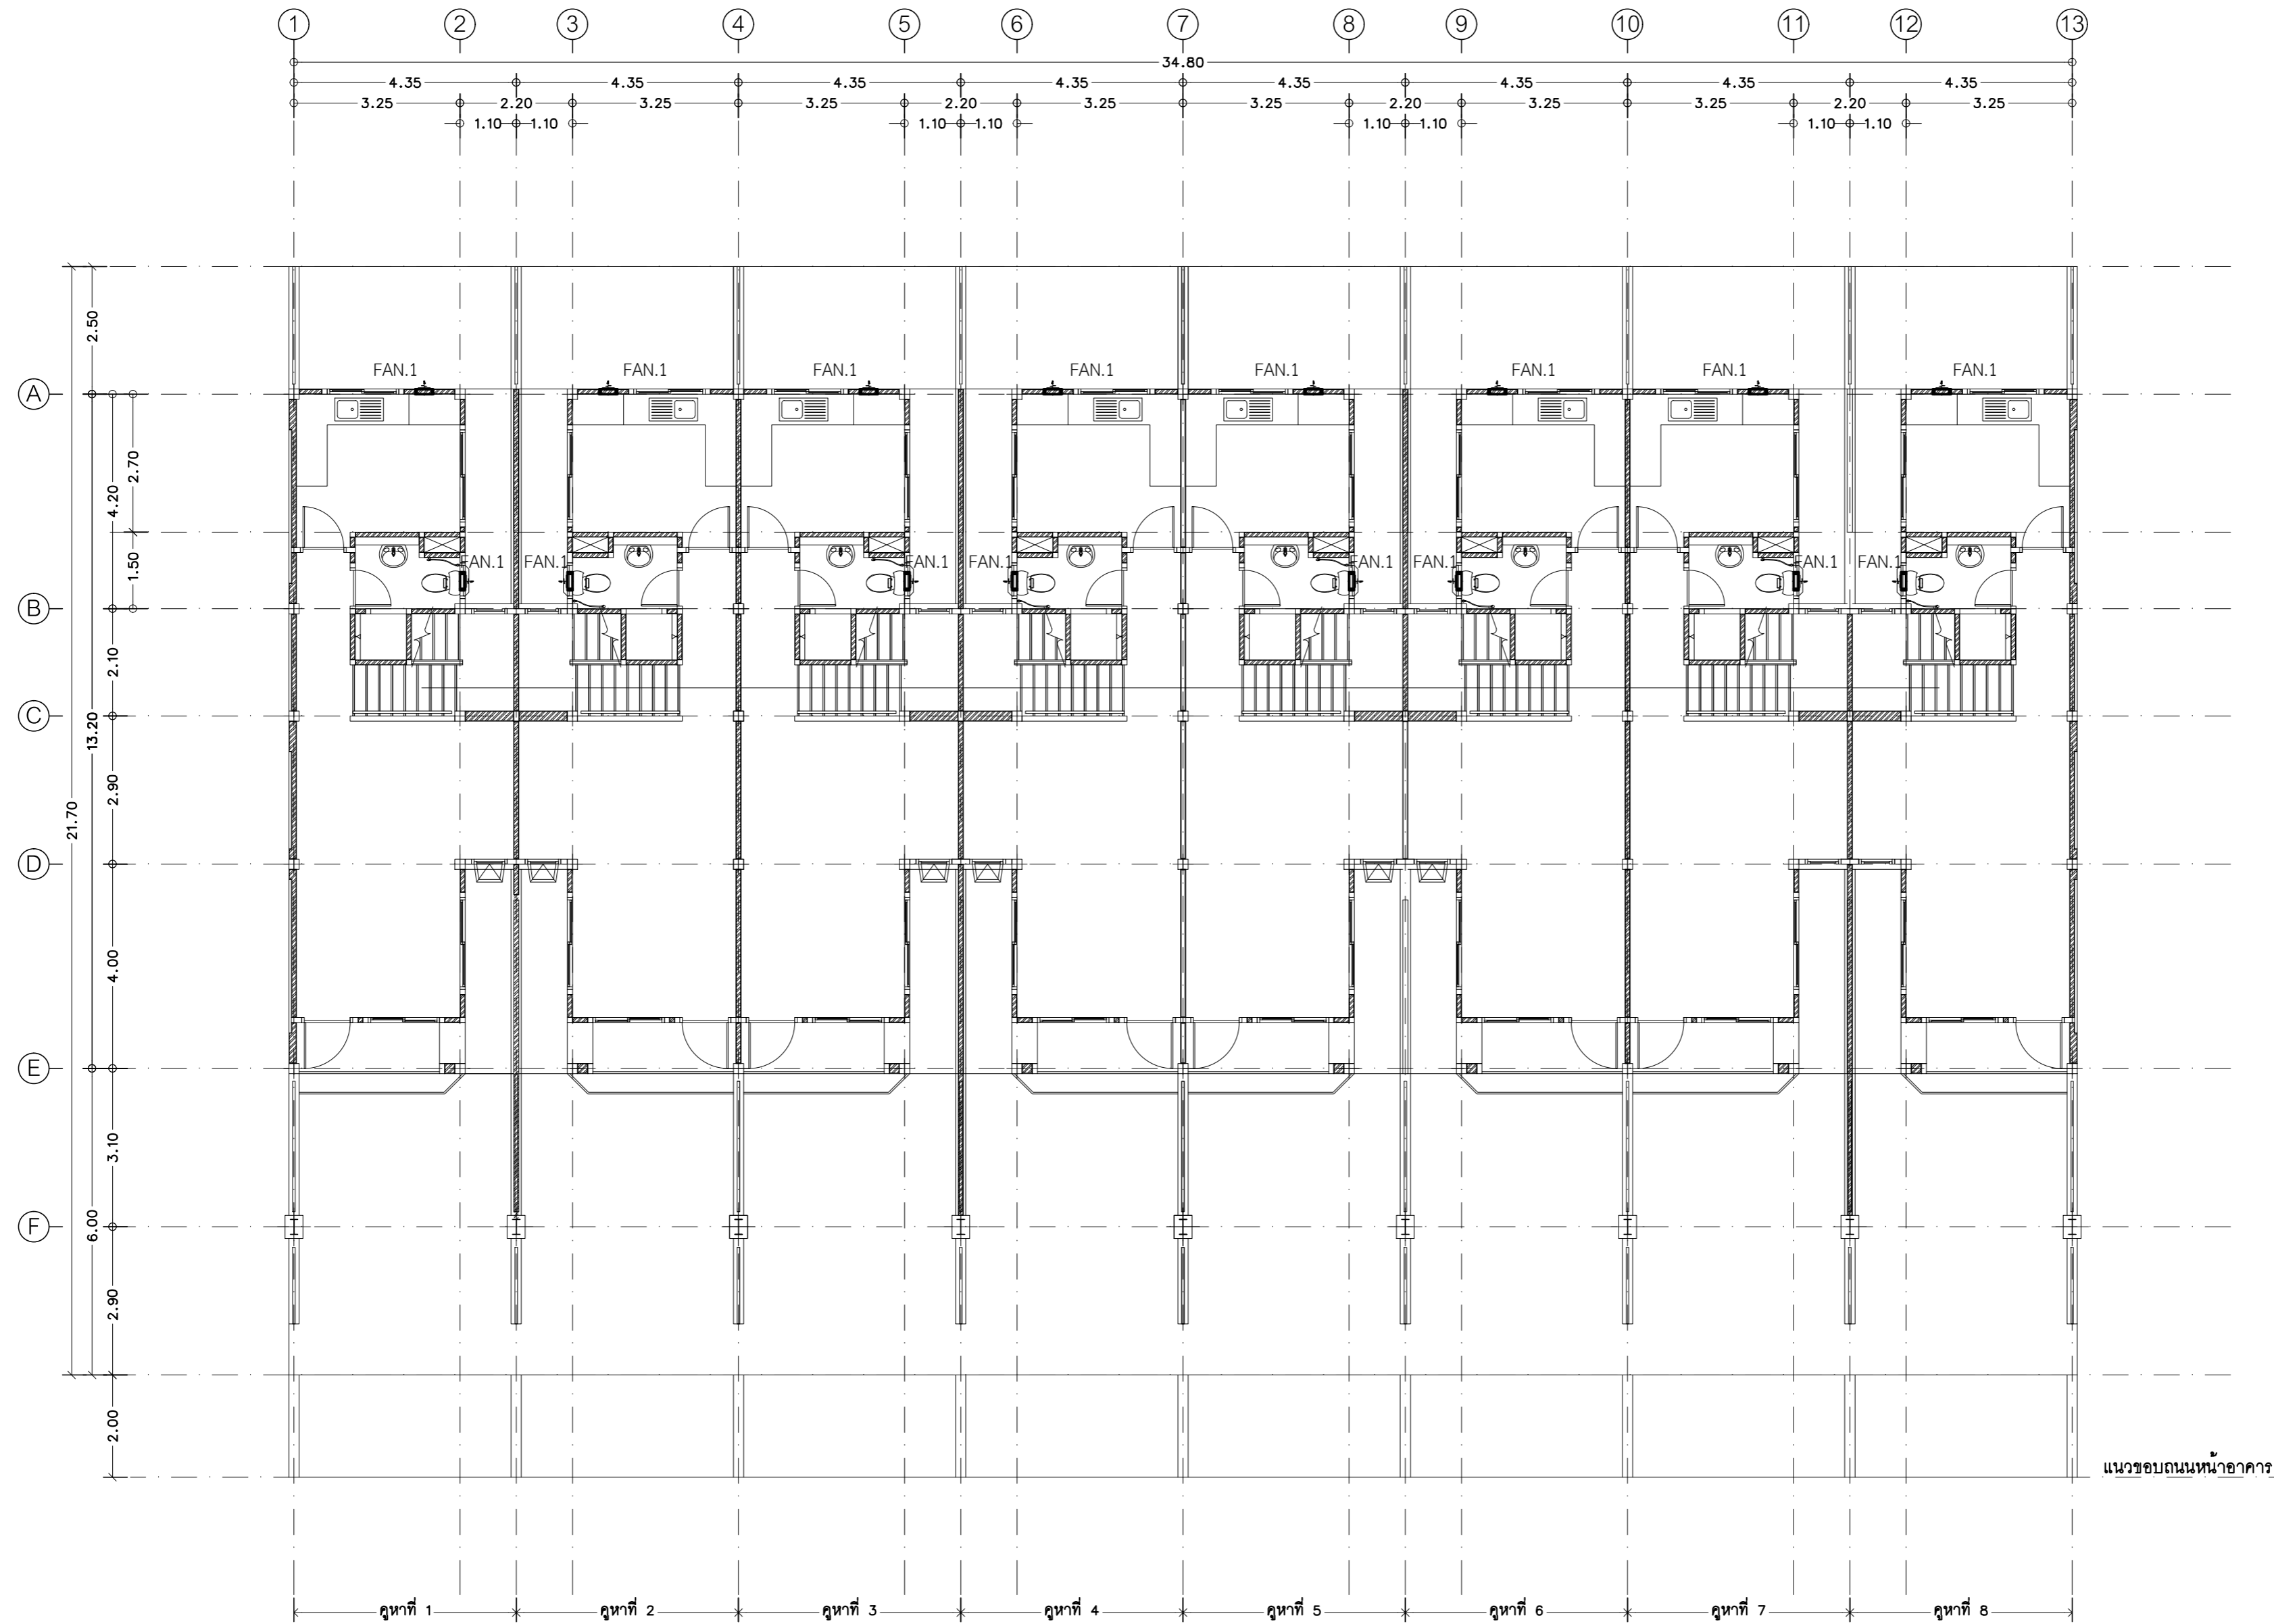 1 2 3 4 5 6 7 8 9 10 11 12 13
34.80
4.35 4.35 4.35 4.35 4.35 4.35 4.35 4.35
3.25 2.20 3.25 3.25 2.20 3.25 3.25 2.20 3.25 3.25 2.20 3.25
1.10 1.10 1.10 1.10 1.10 1.10 1.10 1.10
2.50
FAN.1 FAN.1 FAN.1 FAN.1 FAN.1 FAN.1 FAN.1 FAN.1
A
2.70
4.20
1.50
FAN.1 FAN.1 FAN.1 FAN.1 FAN.1 FAN.1 FAN.1 FAN.1
B
2.10
C
13.20
2.90
21.70
D
4.00
E
3.10
F
6.00
2.90
2.00
แนวขอบถนนหน้าอาคาร
คูหาที่ 1 คูหาที่ 2 คูหาที่ 3 คูหาที่ 4 คูหาที่ 5 คูหาที่ 6 คูหาที่ 7 คูหาที่ 8